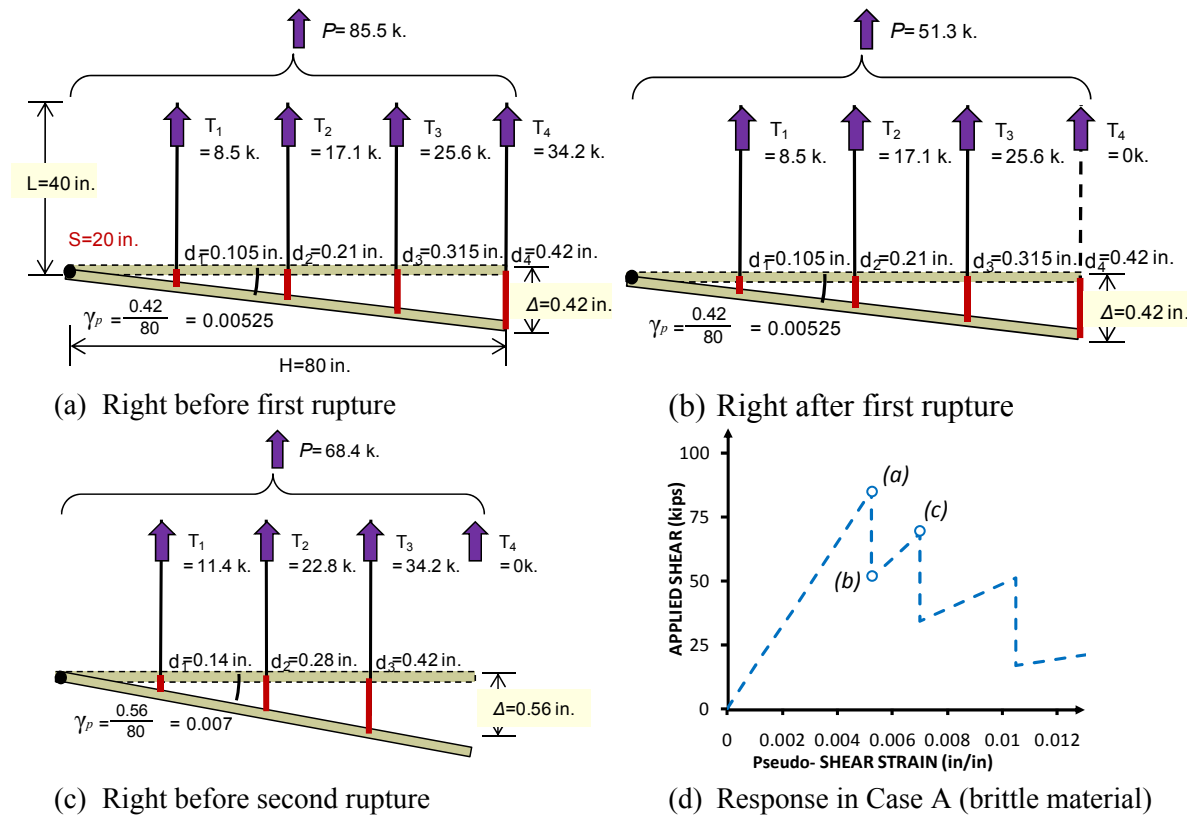 P= 85.5 k.
T1 = 8.5 k.
T2 = 17.1 k.
T3 = 25.6 k.
T4 = 34.2 k.
L=40 in.
S=20 in.
d1=0.105 in.
d2=0.21 in.
d3=0.315 in.
d4=0.42 in.
Δ=0.42 in.
γp = 0.42/80 = 0.00525
H=80 in.
(a) Right before first rupture
P= 51.3 k.
T1 = 8.5 k.
T2 = 17.1 k.
T3 = 25.6 k.
T4 = 0k.
d1=0.105 in.
d2=0.21 in.
d3=0.315 in.
d4=0.42 in.
Δ=0.42 in.
γp = 0.42/80 = 0.00525
(b) Right after first rupture
P= 68.4 k.
T1 = 11.4 k.
T2 = 22.8 k.
T3 = 34.2 k.
T4 = 0k.
d1=0.14 in.
d2=0.28 in.
d3=0.42 in.
Δ=0.56 in.
γp = 0.56/80 = 0.007
(c) Right before second rupture
APPLIED SHEAR (kips)
100
75
50
25
0
(a)
(b)
(c)
0 0.002 0.004 0.006 0.008 0.01 0.012
Pseudo- SHEAR STRAIN (in/in)
(d) Response in Case A (brittle material)